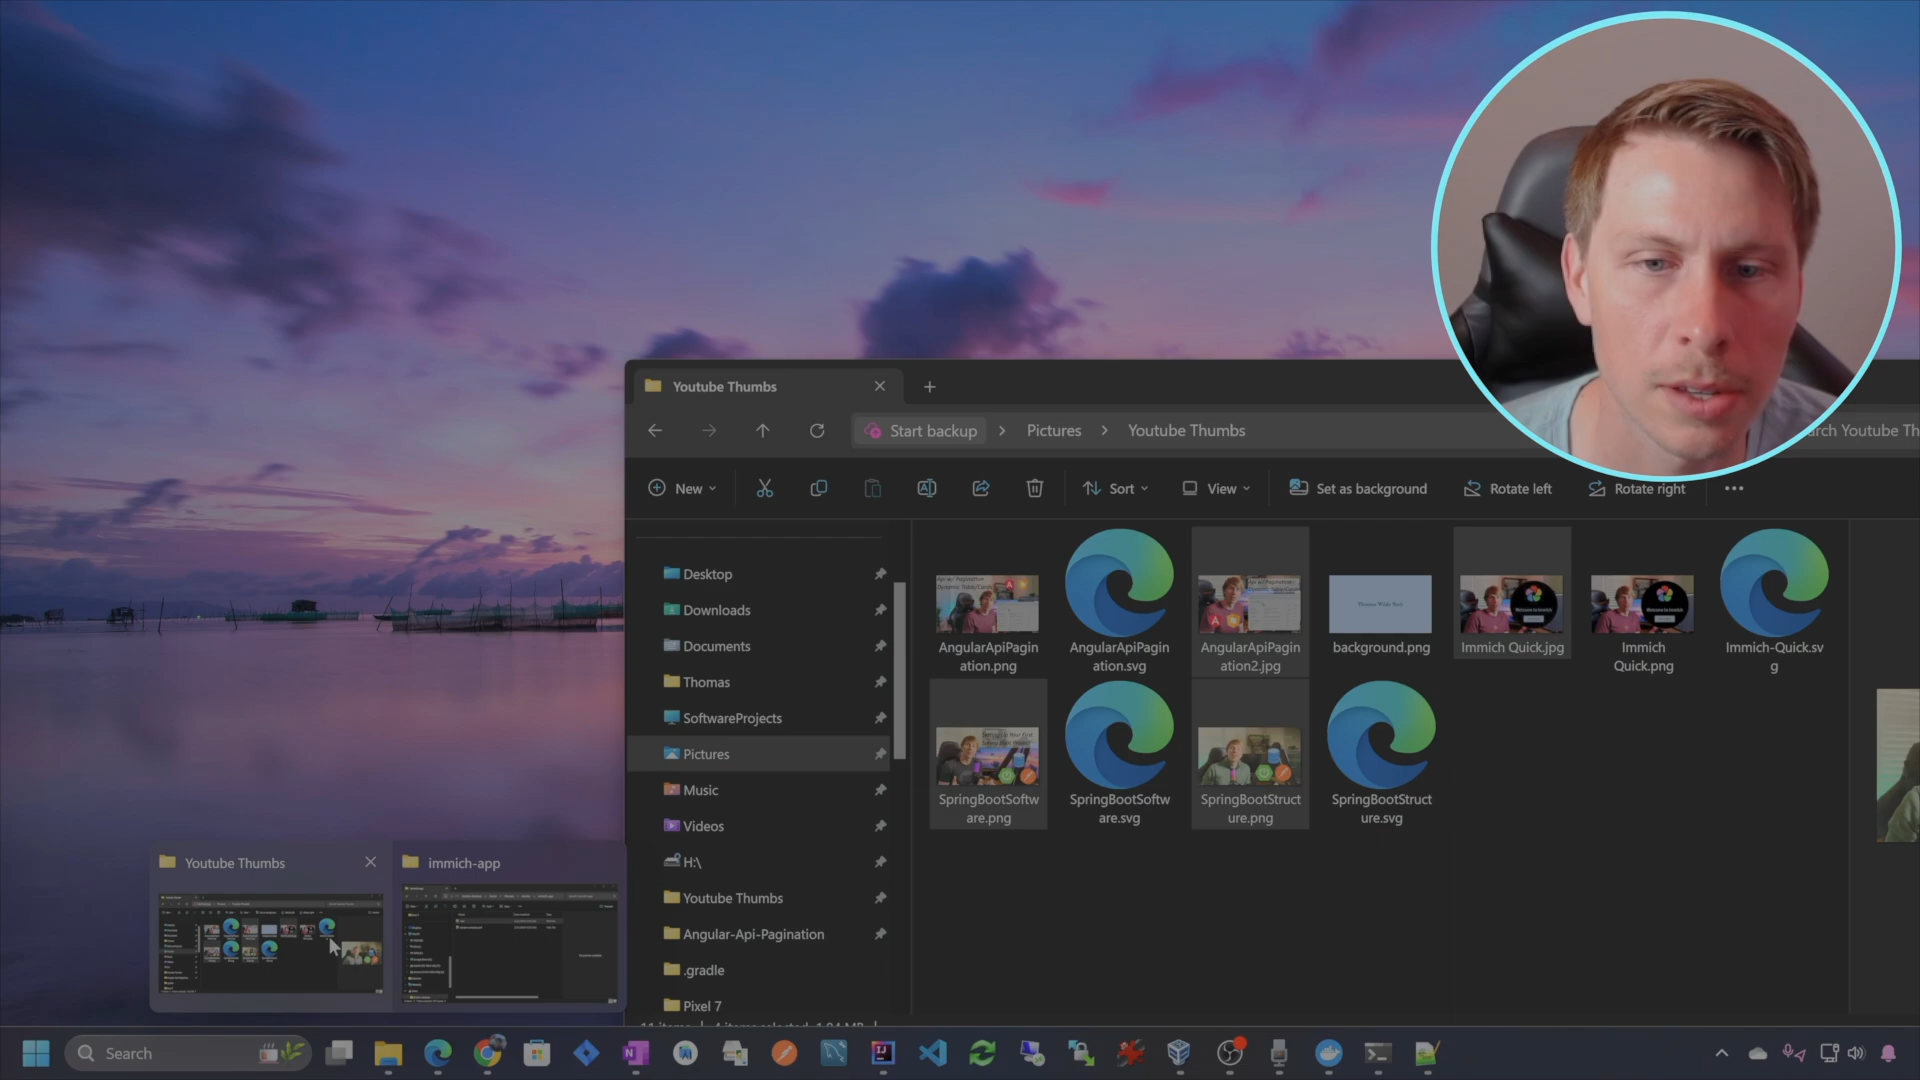 Youtube Thumbs
Start backup
Pictures
Youtube Thumbs
arch Youtube Th
New
Sort
View
Set as background
Rotate left
Rotate right
Desktop
Downloads
Documents
Thomas
SoftwareProjects
Pictures
Music
Videos
H:\
Youtube Thumbs
Angular-Api-Pagination
.gradle
Pixel 7
AngularApiPagin
ation.png
AngularApiPagin
ation.svg
AngularApiPagin
ation2.jpg
background.png
Immich Quick.jpg
Immich
Quick.png
Immich-Quick.sv
g
SpringBootSoftw
are.png
SpringBootSoftw
are.svg
SpringBootStruct
ure.png
SpringBootStruct
ure.svg
Youtube Thumbs
immich-app
Search